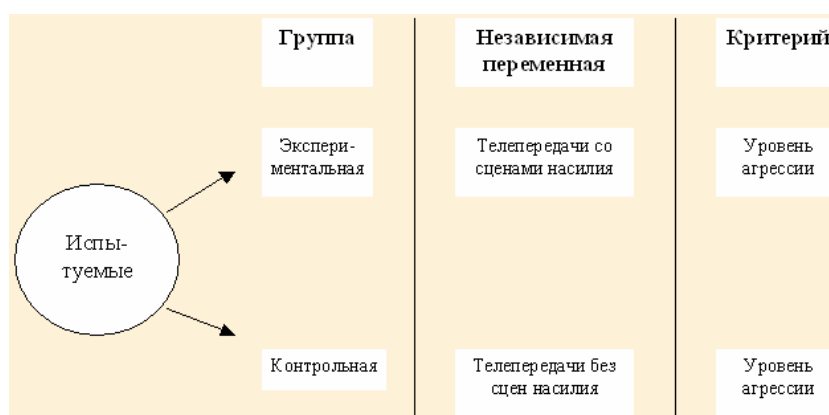 Группа
Независимая
переменная
Критерий
Экспери-
ментальная
Телепередачи со
сценами насилия
Уровень
агрессии
Испы-
туемые
Контрольная
Телепередачи без
сцен насилия
Уровень
агрессии